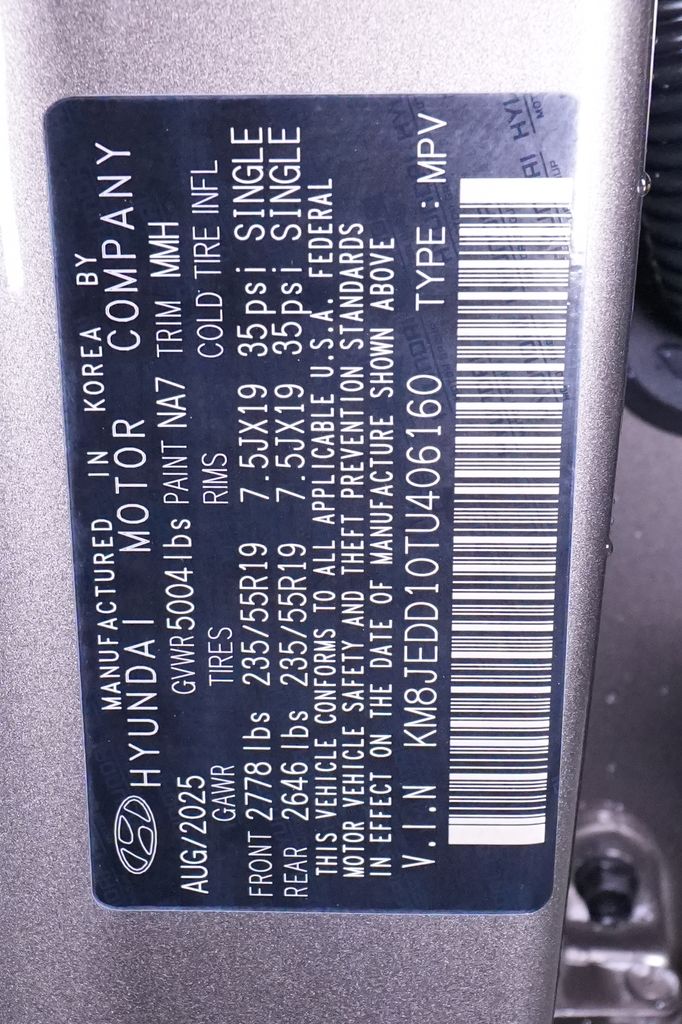 MANUFACTURED IN KOREA BY
HYUNDAI MOTOR COMPANY
AUG/2025 GVWR 5004 lbs PAINT NA7 TRIM MMH
GAWR TIRES RIMS COLD TIRE INFL
FRONT 2778 lbs 235/55R19 7.5JX19 35psi SINGLE
REAR 2646 lbs 235/55R19 7.5JX19 35psi SINGLE
THIS VEHICLE CONFORMS TO ALL APPLICABLE U.S.A. FEDERAL
MOTOR VEHICLE SAFETY AND THEFT PREVENTION STANDARDS
IN EFFECT ON THE DATE OF MANUFACTURE SHOWN ABOVE
V.I.N KM8JEDD10TU406160 TYPE : MPV